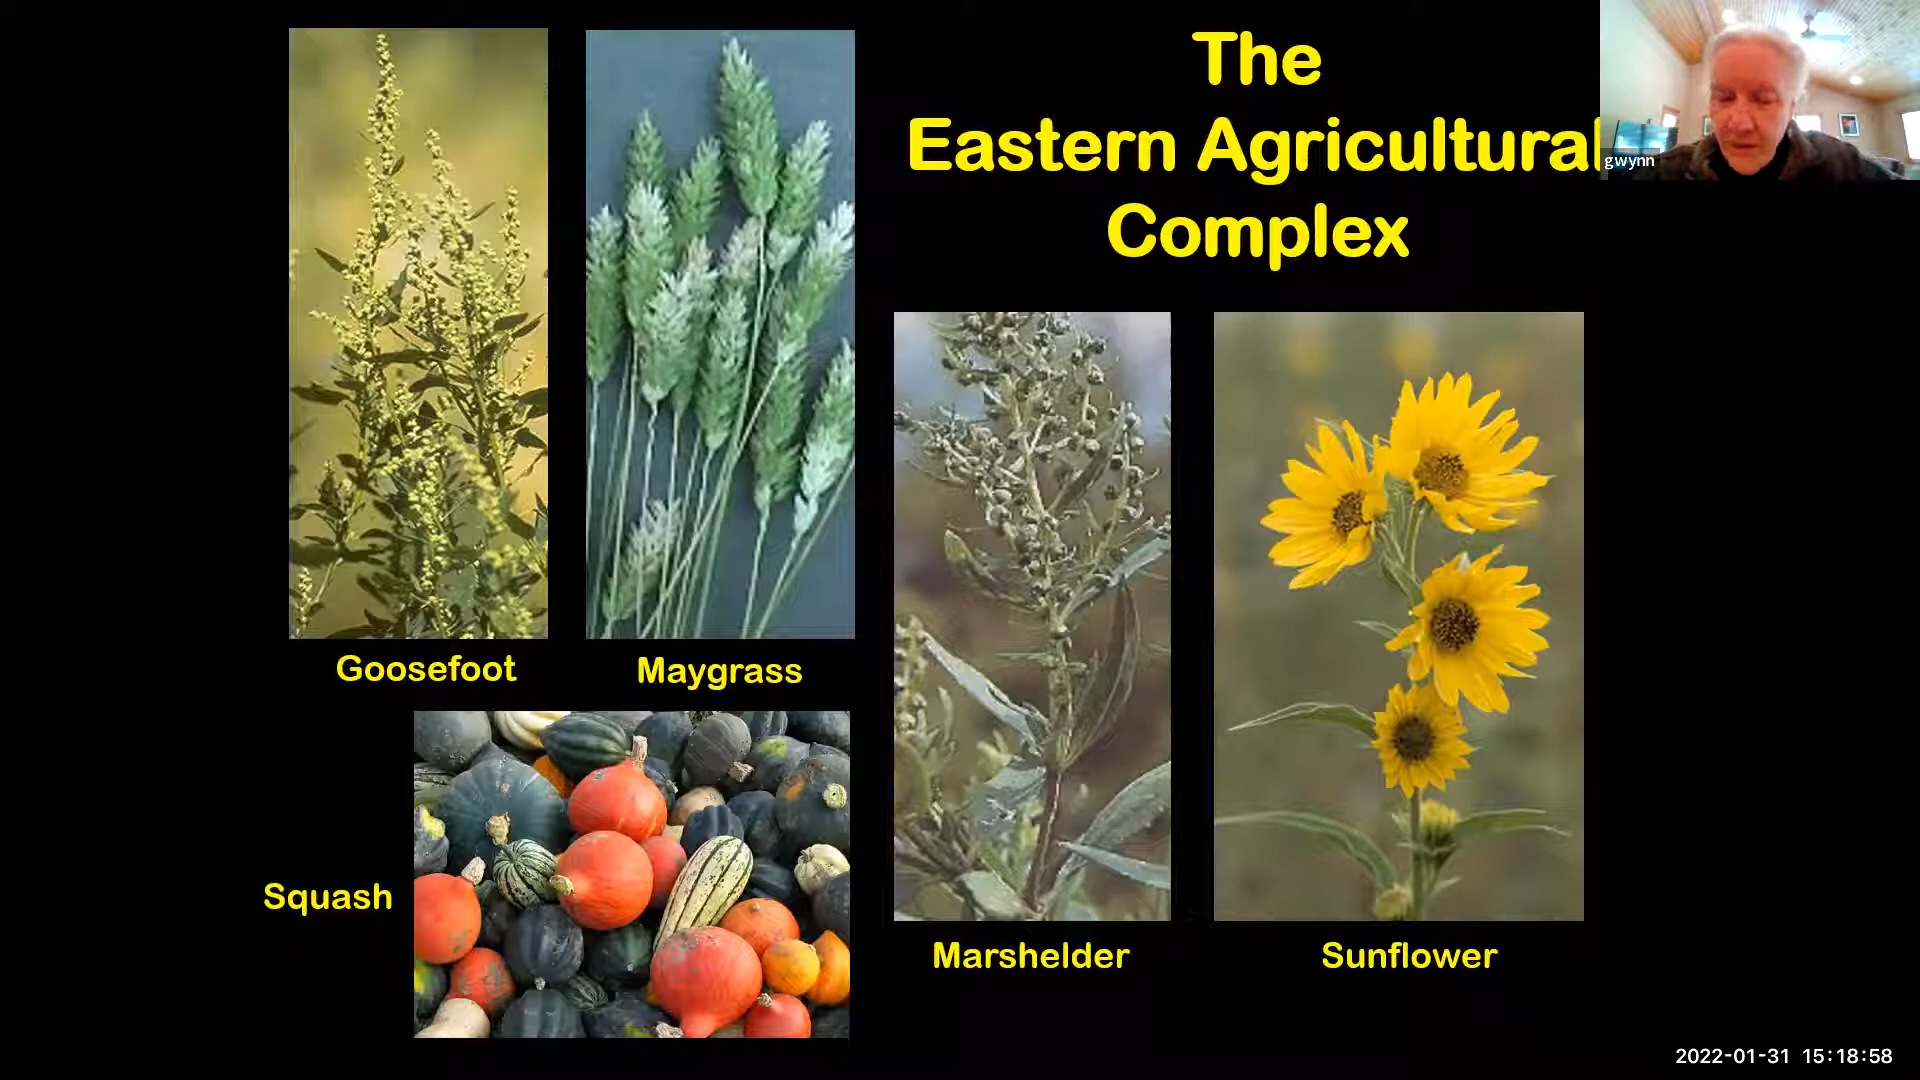 The
Eastern Agricultural
Complex
gwynn
Goosefoot
Maygrass
Squash
Marshelder
Sunflower
2022-01-31 15:18:58